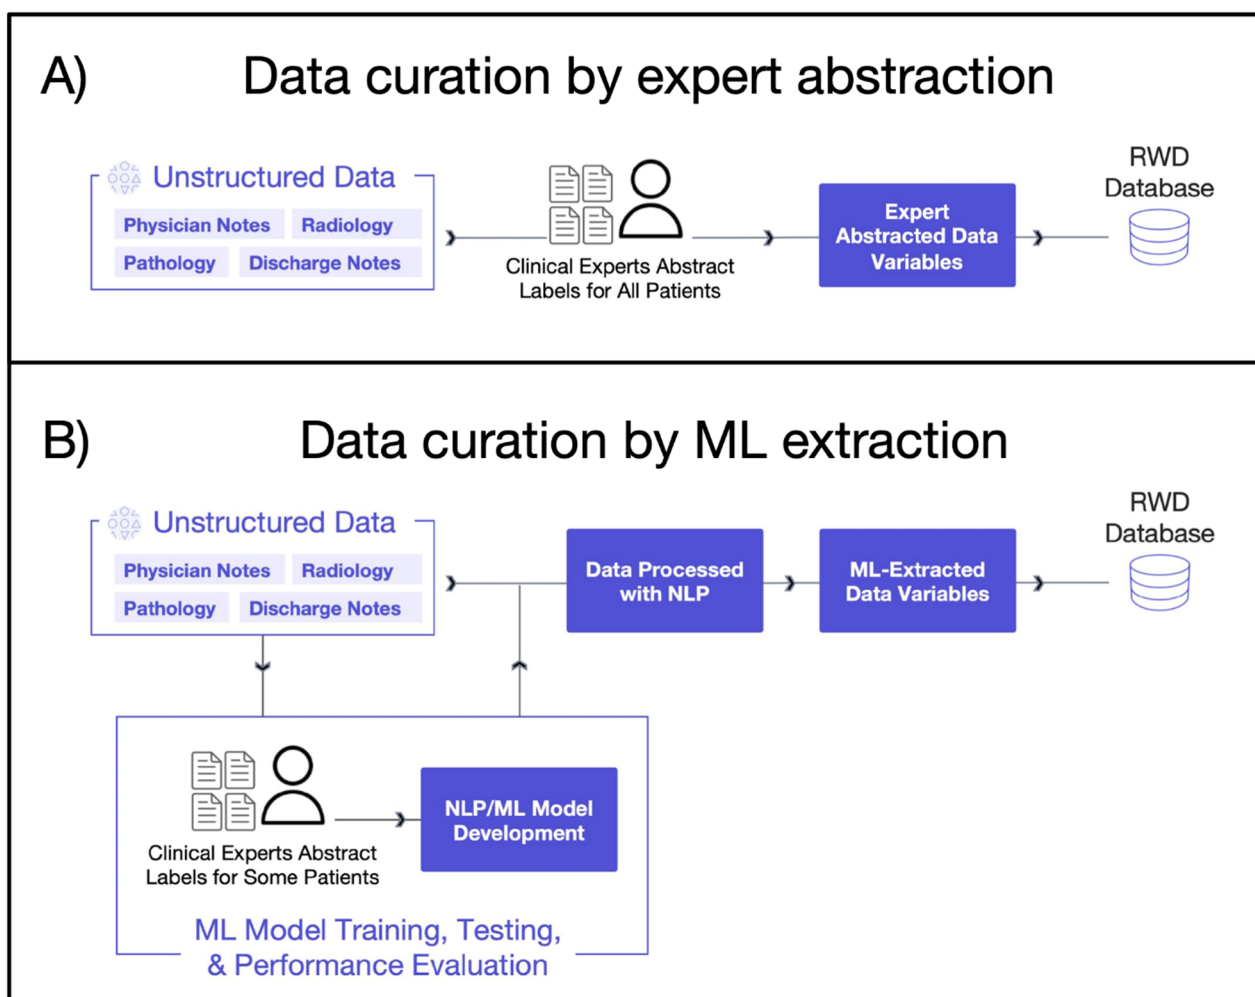 A) Data curation by expert abstraction
Unstructured Data
Physician Notes Radiology
Pathology Discharge Notes
Clinical Experts Abstract
Labels for All Patients
Expert
Abstracted Data
Variables
RWD
Database
B) Data curation by ML extraction
Unstructured Data
Physician Notes Radiology
Pathology Discharge Notes
Data Processed
with NLP
ML-Extracted
Data Variables
RWD
Database
Clinical Experts Abstract
Labels for Some Patients
NLP/ML Model
Development
ML Model Training, Testing,
& Performance Evaluation